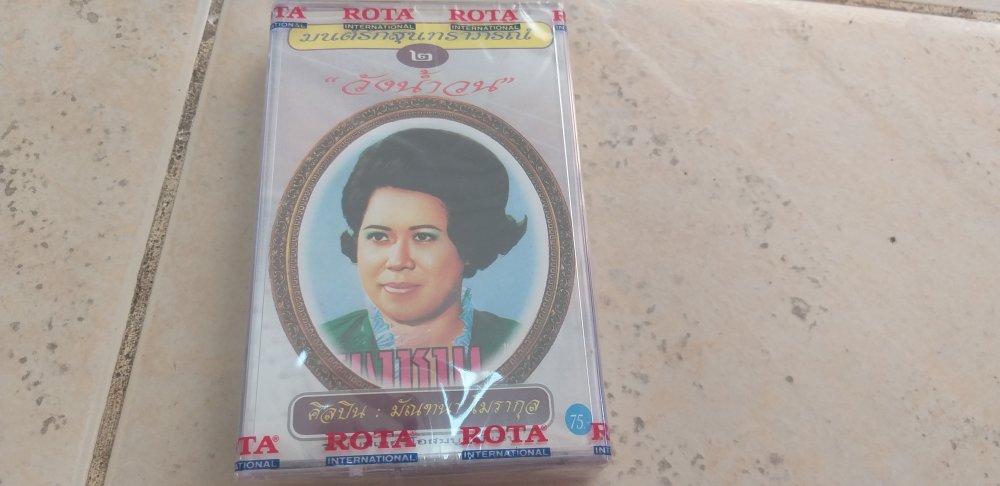 TA ROTA ROTA R
INTERNATIONAL INTERNATIONAL
มนต์รักสุนทราภรณ์
๒
“วังน้ำวน”
ศิลปิน : มัณฑนา โมรากุล
75.
TA ROTA ROTA R
INTERNATIONAL INTERNATIONAL